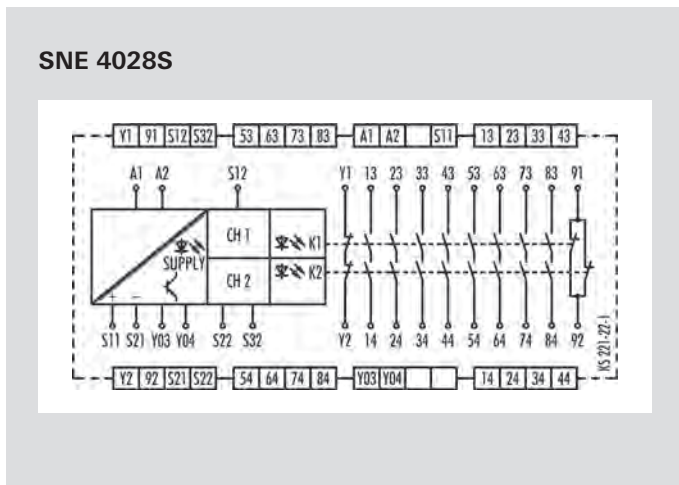 SNE 4028S
Y1 91 S12 S32 53 63 73 83 A1 A2 S11 13 23 33 43
A1 A2 S12 Y1 13 23 33 43 53 63 73 83 91
CH 1
K1
SUPPLY
CH 2
K2
+ −
S11 S21 Y03 Y04 S22 S32 Y2 14 24 34 44 54 64 74 84 92
KS 221-22-1
Y2 92 S21 S22 54 64 74 84 Y03 Y04 14 24 34 44